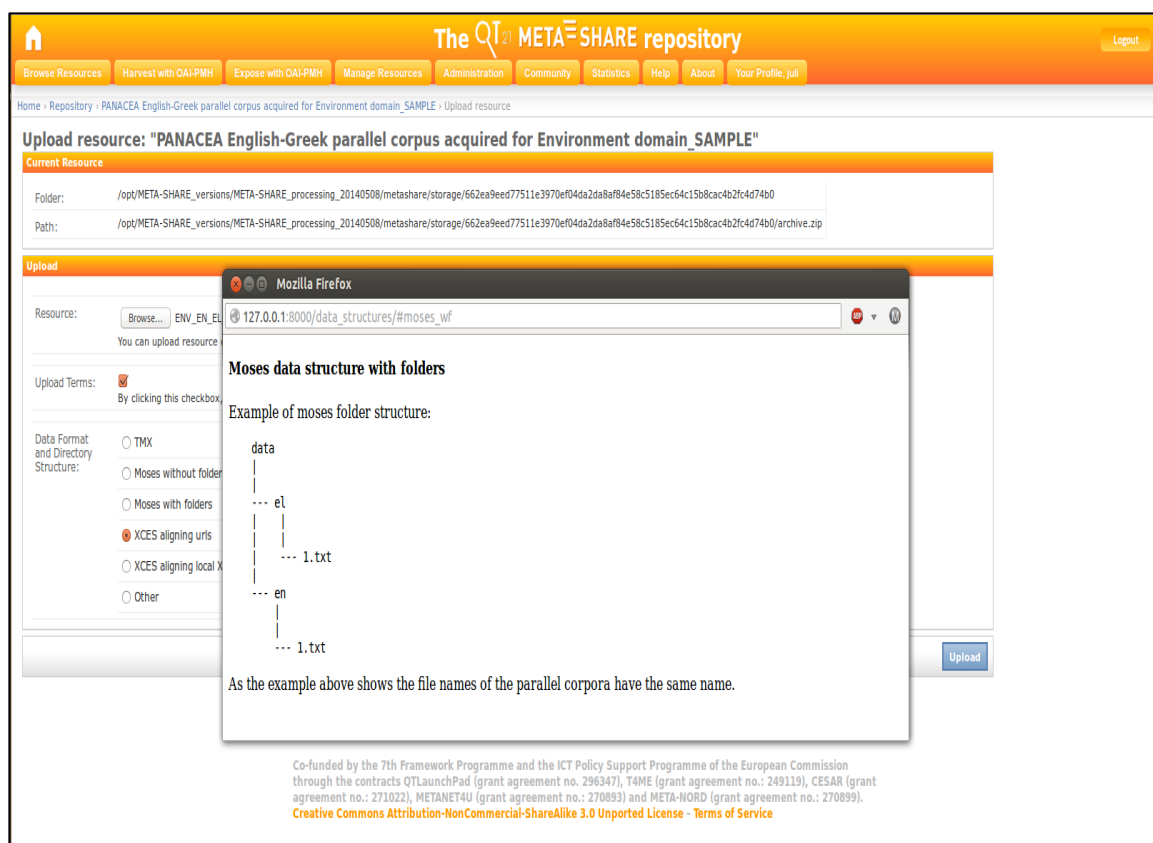 The QT21 META SHARE repository
Logout
Browse Resources Harvest with OAI-PMH Expose with OAI-PMH Manage Resources Administration Community Statistics Help About Your Profile, juli
Home › Repository › PANACEA English-Greek parallel corpus acquired for Environment domain_SAMPLE › Upload resource
Upload resource: "PANACEA English-Greek parallel corpus acquired for Environment domain_SAMPLE"
Current Resource
Folder: /opt/META-SHARE_versions/META-SHARE_processing_20140508/metashare/storage/662ea9eed77511e3970ef04da2da8af84e58c5185ec64c15b8cac4b2fc4d74b0
Path: /opt/META-SHARE_versions/META-SHARE_processing_20140508/metashare/storage/662ea9eed77511e3970ef04da2da8af84e58c5185ec64c15b8cac4b2fc4d74b0/archive.zip
Upload
Resource: Browse... ENV_EN_EL
You can upload resource
Upload Terms:
By clicking this checkbox,
Data Format
and Directory
Structure:
TMX
Moses without folder
Moses with folders
XCES aligning urls
XCES aligning local X
Other
Mozilla Firefox
127.0.0.1:8000/data_structures/#moses_wf
ABP
Moses data structure with folders
Example of moses folder structure:
data
--- el
--- 1.txt
--- en
--- 1.txt
As the example above shows the file names of the parallel corpora have the same name.
Upload
Co-funded by the 7th Framework Programme and the ICT Policy Support Programme of the European Commission
through the contracts QTLaunchPad (grant agreement no. 296347), T4ME (grant agreement no.: 249119), CESAR (grant
agreement no.: 271022), METANET4U (grant agreement no.: 270893) and META-NORD (grant agreement no.: 270899).
Creative Commons Attribution-NonCommercial-ShareAlike 3.0 Unported License - Terms of Service